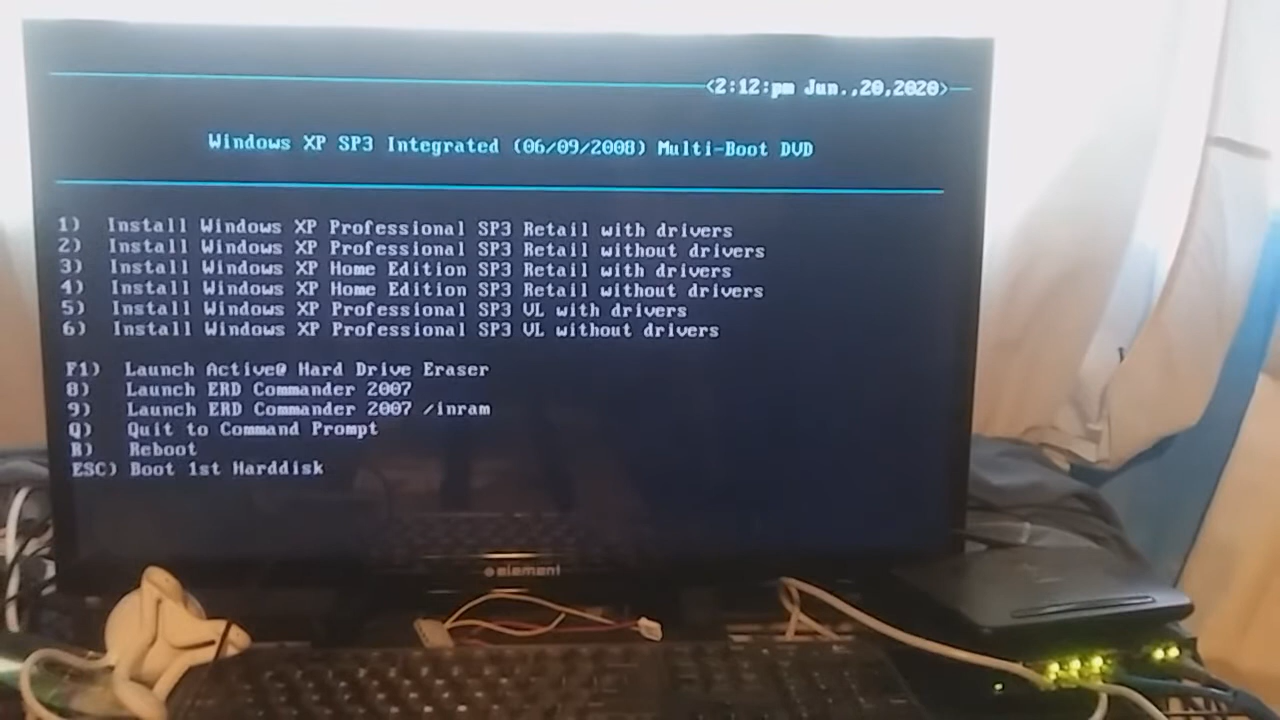 <2:12:pm Jun.,20,2020>
Windows XP SP3 Integrated (06/09/2008) Multi-Boot DVD
1) Install Windows XP Professional SP3 Retail with drivers
2) Install Windows XP Professional SP3 Retail without drivers
3) Install Windows XP Home Edition SP3 Retail with drivers
4) Install Windows XP Home Edition SP3 Retail without drivers
5) Install Windows XP Professional SP3 VL with drivers
6) Install Windows XP Professional SP3 VL without drivers
F1) Launch Active@ Hard Drive Eraser
8) Launch ERD Commander 2007
9) Launch ERD Commander 2007 /inram
Q) Quit to Command Prompt
R) Reboot
ESC) Boot 1st Harddisk
element